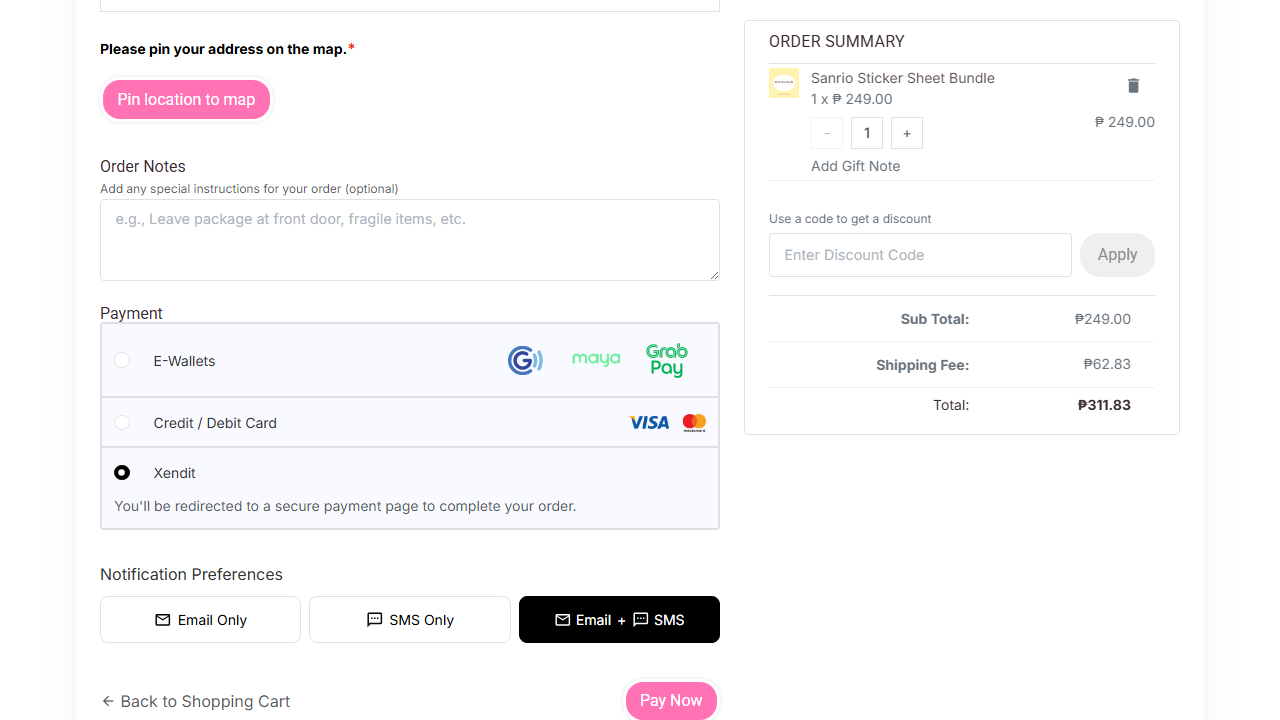 Please pin your address on the map.*
Pin location to map
Order Notes
Add any special instructions for your order (optional)
e.g., Leave package at front door, fragile items, etc.
Payment
E-Wallets
G
maya
Grab
Pay
Credit / Debit Card
VISA
Xendit
You'll be redirected to a secure payment page to complete your order.
Notification Preferences
Email Only
SMS Only
Email + SMS
← Back to Shopping Cart
Pay Now
ORDER SUMMARY
Sanrio Sticker Sheet Bundle
1 x ₱ 249.00
₱ 249.00
- 1 +
Add Gift Note
Use a code to get a discount
Enter Discount Code
Apply
Sub Total: ₱249.00
Shipping Fee: ₱62.83
Total: ₱311.83